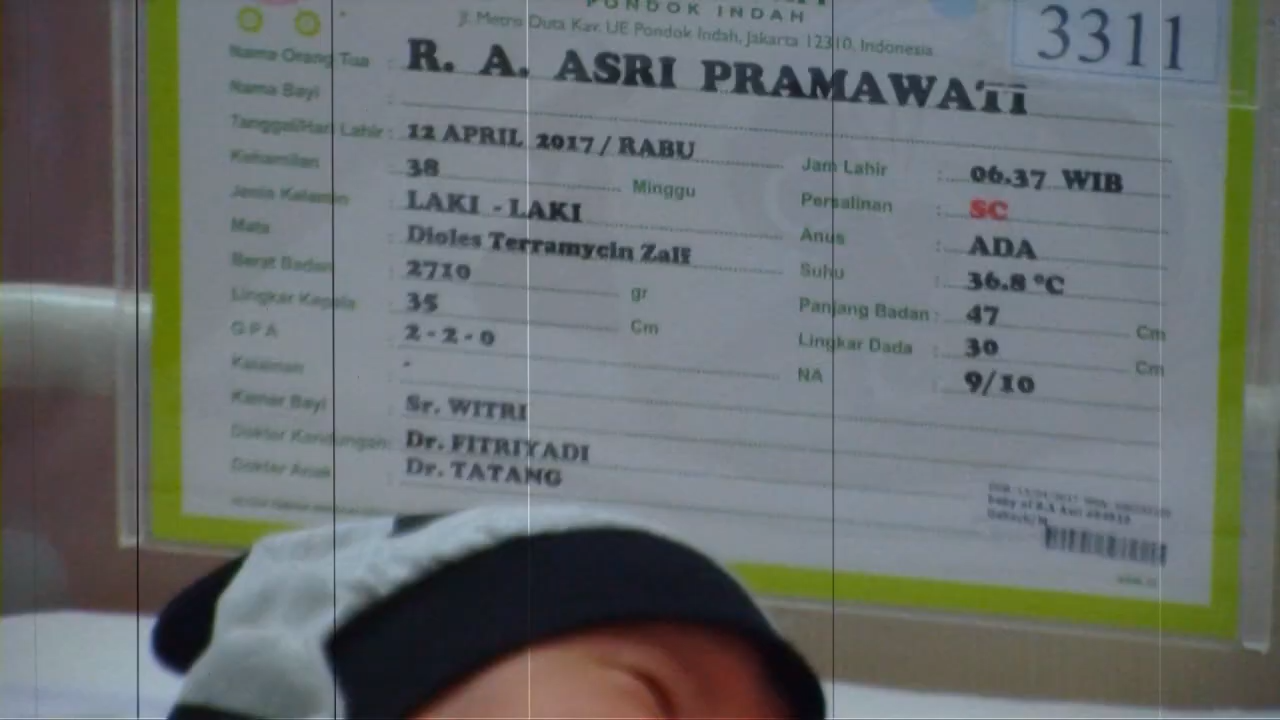 PONDOK INDAH
Jl. Metro Duta Kav. UE Pondok Indah, Jakarta 12310, Indonesia
3311
Nama Orang Tua : R. A. ASRI PRAMAWATI
Nama Bayi :
Tanggal/Hari Lahir : 12 APRIL 2017 / RABU Jam Lahir : 06.37 WIB
Kehamilan : 38 Minggu Persalinan : SC
Jenis Kelamin : LAKI - LAKI Anus : ADA
Mata : Dioles Terramycin Zalf Suhu : 36.8 °C
Berat Badan : 2710 gr Panjang Badan : 47 Cm
Lingkar Kepala : 35 Cm Lingkar Dada : 30 Cm
G P A : 2 - 2 - 0 NA : 9/10
Kelainan : -
Kamar Bayi : Sr. WITRI
Dokter Kandungan : Dr. FITRIYADI
Dokter Anak : Dr. TATANG